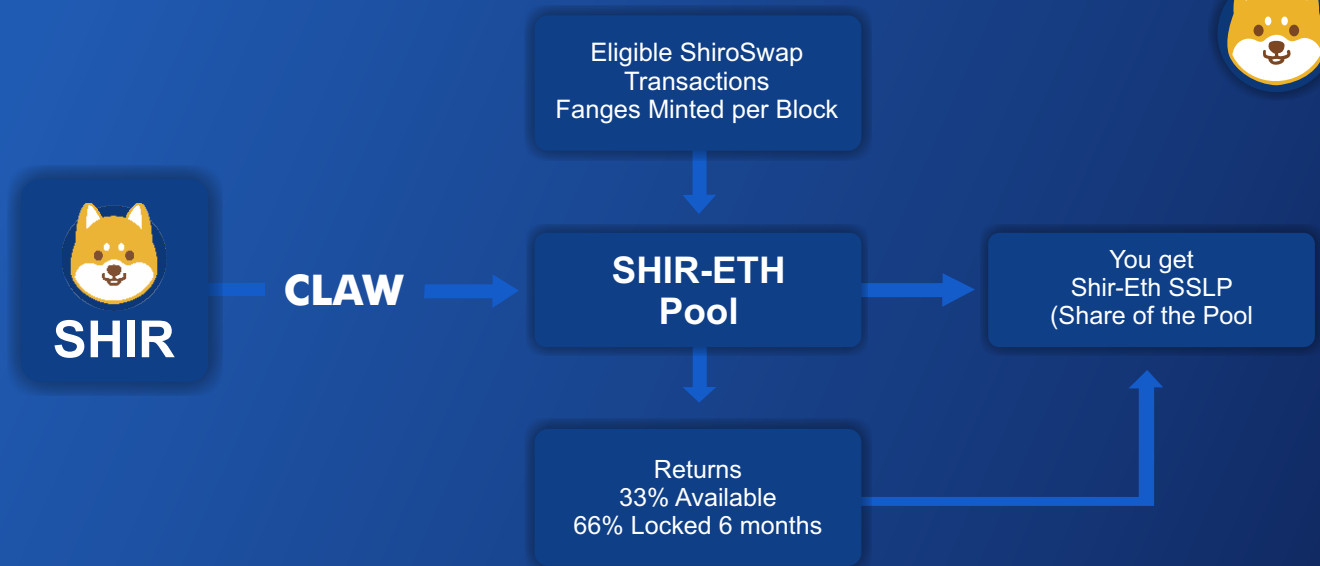 Eligible ShiroSwap
Transactions
Fanges Minted per Block
SHIR
CLAW
SHIR-ETH
Pool
You get
Shir-Eth SSLP
(Share of the Pool
Returns
33% Available
66% Locked 6 months